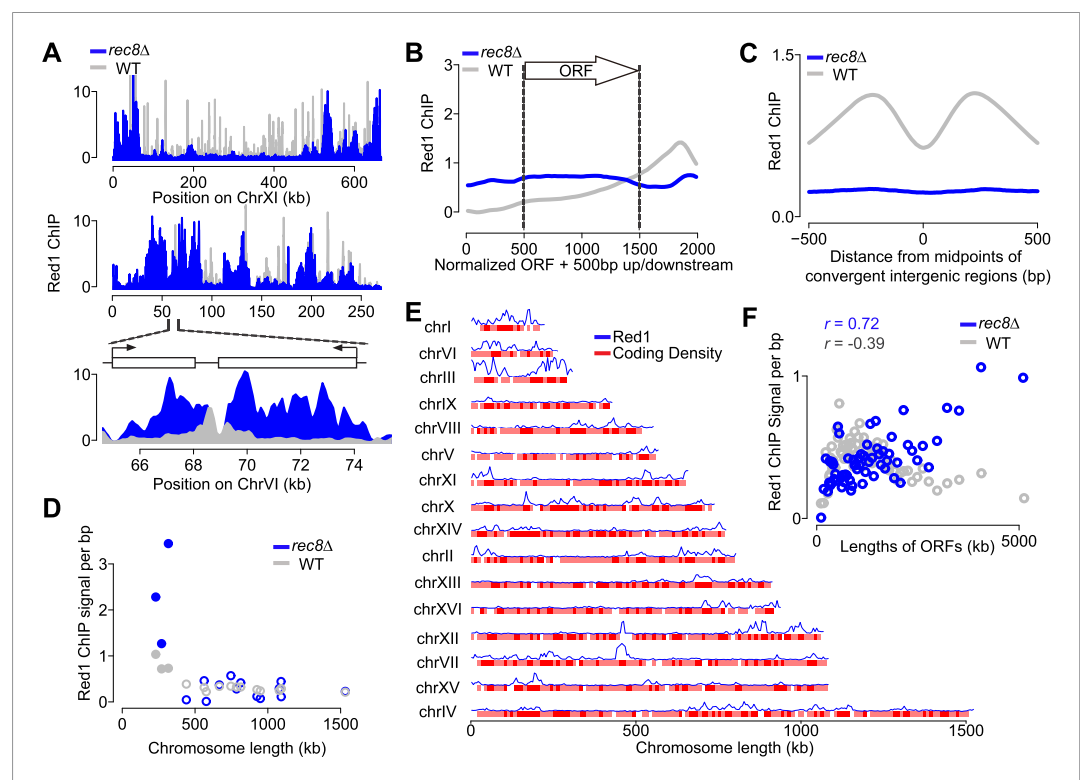 A
rec8Δ
WT
10
0
0 200 400 600
Position on ChrXI (kb)
Red1 ChIP
10
0
0 50 100 150 200 250
10
0
66 68 70 72 74
Position on ChrVI (kb)
B
rec8Δ
WT
ORF
Red1 ChIP
3
2
1
0
0 500 1000 1500 2000
Normalized ORF + 500bp up/downstream
C
rec8Δ
WT
Red1 ChIP
1.5
0.0
−500 0 500
Distance from midpoints of
convergent intergenic regions (bp)
D
rec8Δ
WT
Red1 ChIP signal per bp
3
2
1
0
0 500 1000 1500
Chromosome length (kb)
E
Red1
Coding Density
chrI
chrVI
chrIII
chrIX
chrVIII
chrV
chrXI
chrX
chrXIV
chrII
chrXIII
chrXVI
chrXII
chrVII
chrXV
chrIV
0 500 1000 1500
Chromosome length (kb)
F
r = 0.72
r = -0.39
rec8Δ
WT
Red1 ChIP Signal per bp
1
0
0 5000
Lengths of ORFs (kb)